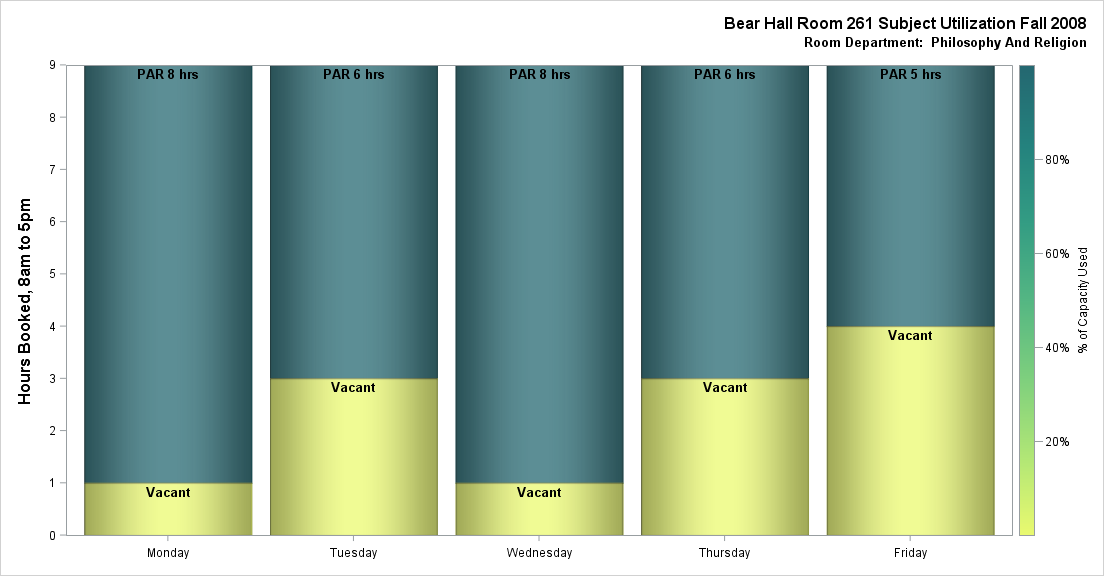 Bear Hall Room 261 Subject Utilization Fall 2008
Room Department:  Philosophy And Religion
Hours Booked, 8am to 5pm
9
8
7
6
5
4
3
2
1
0
PAR 8 hrs
PAR 6 hrs
PAR 8 hrs
PAR 6 hrs
PAR 5 hrs
Vacant
Vacant
Vacant
Vacant
Vacant
Monday
Tuesday
Wednesday
Thursday
Friday
80%
60%
40%
20%
% of Capacity Used